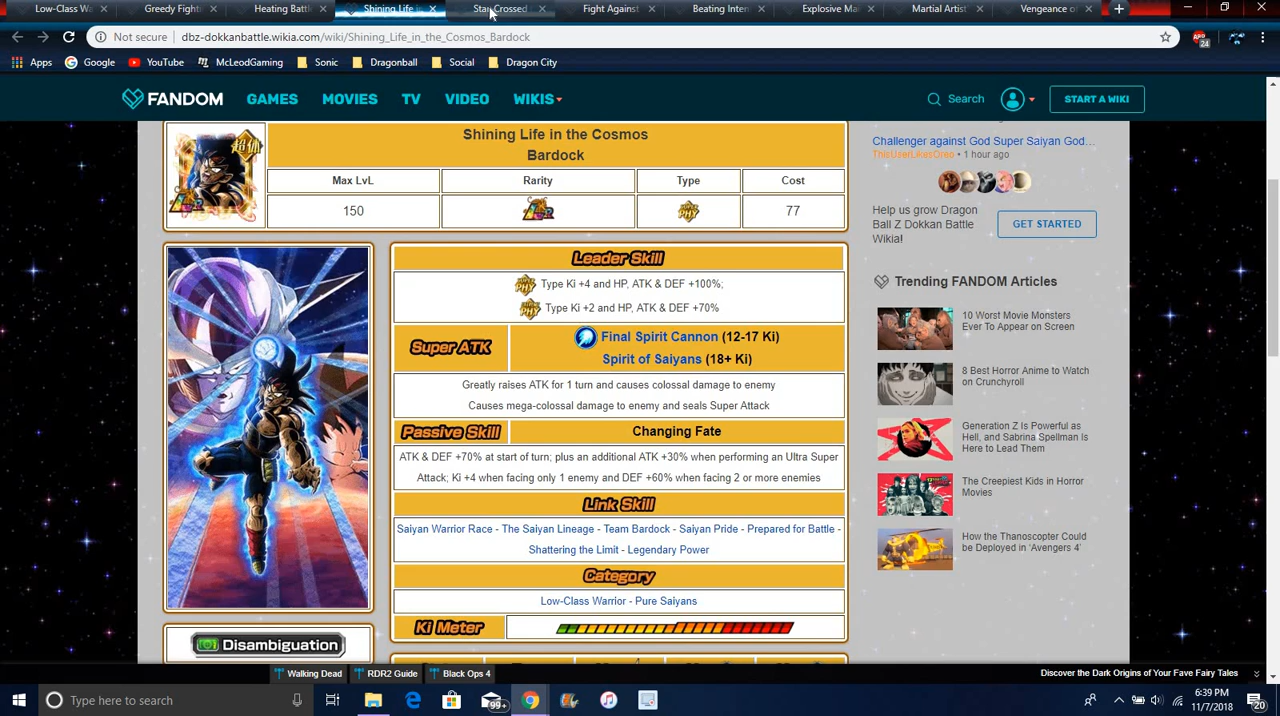 Low-Class Wa
Greedy Fighti
Heating Battl
Shining Life i
Star Crossed
Fight Against
Beating Inten
Explosive Ma
Martial Artist
Vengeance o
Not secure
dbz-dokkanbattle.wikia.com/wiki/Shining_Life_in_the_Cosmos_Bardock
24
Apps
Google
YouTube
McLeodGaming
Sonic
Dragonball
Social
Dragon City
FANDOM
GAMES
MOVIES
TV
VIDEO
WIKIS
Search
START A WIKI
Shining Life in the Cosmos
Bardock
Max LvL
Rarity
Type
Cost
150
77
Leader Skill
Type Ki +4 and HP, ATK & DEF +100%;
Type Ki +2 and HP, ATK & DEF +70%
Super ATK
Final Spirit Cannon (12-17 Ki)
Spirit of Saiyans (18+ Ki)
Greatly raises ATK for 1 turn and causes colossal damage to enemy
Causes mega-colossal damage to enemy and seals Super Attack
Passive Skill
Changing Fate
ATK & DEF +70% at start of turn; plus an additional ATK +30% when performing an Ultra Super
Attack; Ki +4 when facing only 1 enemy and DEF +60% when facing 2 or more enemies
Link Skill
Saiyan Warrior Race - The Saiyan Lineage - Team Bardock - Saiyan Pride - Prepared for Battle -
Shattering the Limit - Legendary Power
Category
Low-Class Warrior - Pure Saiyans
Ki Meter
Disambiguation
Challenger against God Super Saiyan God...
ThisUserLikesOreo • 1 hour ago
Help us grow Dragon
Ball Z Dokkan Battle
Wikia!
GET STARTED
Trending FANDOM Articles
10 Worst Movie Monsters
Ever To Appear on Screen
8 Best Horror Anime to Watch
on Crunchyroll
Generation Z Is Powerful as
Hell, and Sabrina Spellman Is
Here to Lead Them
The Creepiest Kids in Horror
Movies
How the Thanoscopter Could
be Deployed in 'Avengers 4'
Walking Dead
RDR2 Guide
Black Ops 4
Discover the Dark Origins of Your Fave Fairy Tales
Type here to search
99+
6:39 PM
11/7/2018
20